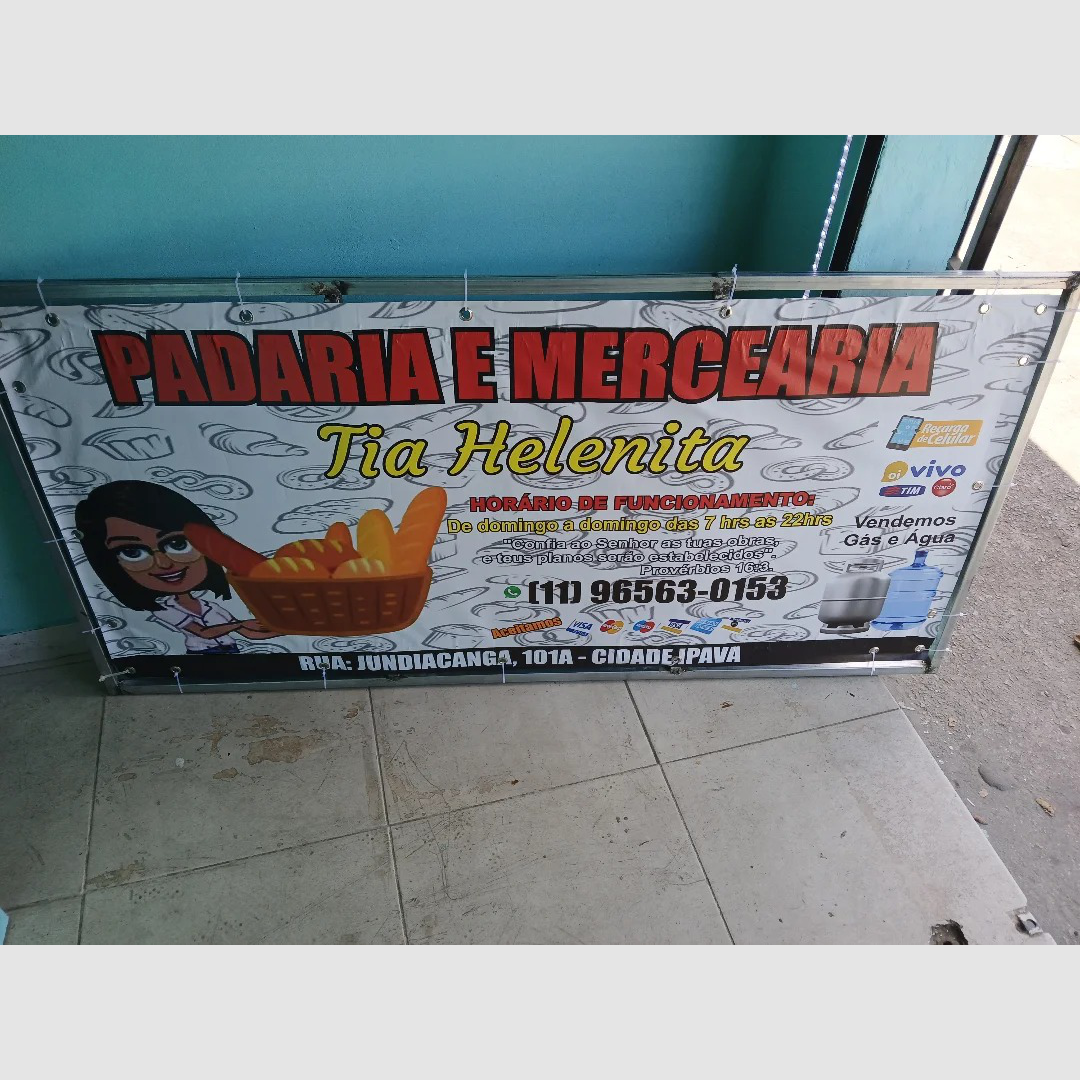 PADARIA E MERCEARIA
Tia Helenita
Recarga
de Celular
oi vivo
TIM Claro
HORÁRIO DE FUNCIONAMENTO:
De domingo a domingo das 7 hrs as 22hrs
"Confia ao Senhor as tuas obras,
e teus planos serão estabelecidos".
Provérbios 16:3.
Vendemos
Gás e Água
(11) 96563-0153
Aceitamos VISA
RUA: JUNDIACANGA, 101A - CIDADE IPAVA